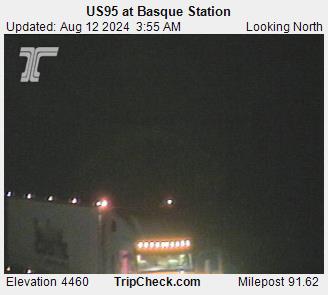 US95 at Basque Station
Updated: Aug 12 2024 3:55 AM Looking North
Elevation 4460 TripCheck.com Milepost 91.62